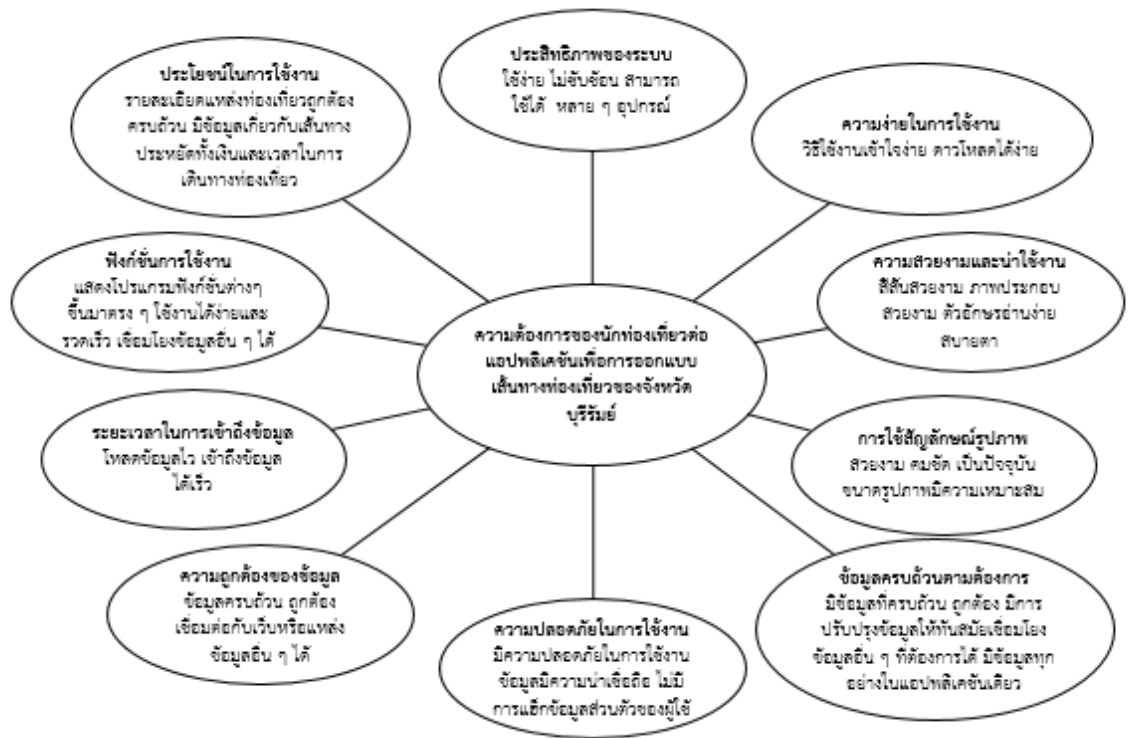 ประสิทธิภาพของระบบ
ใช้ง่าย ไม่ซับซ้อน สามารถ
ใช้ได้ หลาย ๆ อุปกรณ์
ประโยชน์ในการใช้งาน
รายละเอียดแหล่งท่องเที่ยวถูกต้อง
ครบถ้วน มีข้อมูลเกี่ยวกับเส้นทาง
ประหยัดทั้งเงินและเวลาในการ
เดินทางท่องเที่ยว
ความง่ายในการใช้งาน
วิธีใช้งานเข้าใจง่าย ดาวโหลดได้ง่าย
ฟังก์ชั่นการใช้งาน
แสดงโปรแกรมฟังก์ชั่นต่างๆ
ขึ้นมาตรง ๆ ใช้งานได้ง่ายและ
รวดเร็ว เชื่อมโยงข้อมูลอื่น ๆ ได้
ความสวยงามและน่าใช้งาน
สีสันสวยงาม ภาพประกอบ
สวยงาม ตัวอักษรอ่านง่าย
สบายตา
ความต้องการของนักท่องเที่ยวต่อ
แอปพลิเคชันเพื่อการออกแบบ
เส้นทางท่องเที่ยวของจังหวัด
บุรีรัมย์
ระยะเวลาในการเข้าถึงข้อมูล
โหลดข้อมูลไว เข้าถึงข้อมูล
ได้เร็ว
การใช้สัญลักษณ์รูปภาพ
สวยงาม คมชัด เป็นปัจจุบัน
ขนาดรูปภาพมีความเหมาะสม
ความถูกต้องของข้อมูล
ข้อมูลครบถ้วน ถูกต้อง
เชื่อมต่อกับเว็บหรือแหล่ง
ข้อมูลอื่น ๆ ได้
ความปลอดภัยในการใช้งาน
มีความปลอดภัยในการใช้งาน
ข้อมูลมีความน่าเชื่อถือ ไม่มี
การแฮ็กข้อมูลส่วนตัวของผู้ใช้
ข้อมูลครบถ้วนตามต้องการ
มีข้อมูลที่ครบถ้วน ถูกต้อง มีการ
ปรับปรุงข้อมูลให้ทันสมัยเชื่อมโยง
ข้อมูลอื่น ๆ ที่ต้องการได้ มีข้อมูลทุก
อย่างในแอปพลิเคชันเดียว